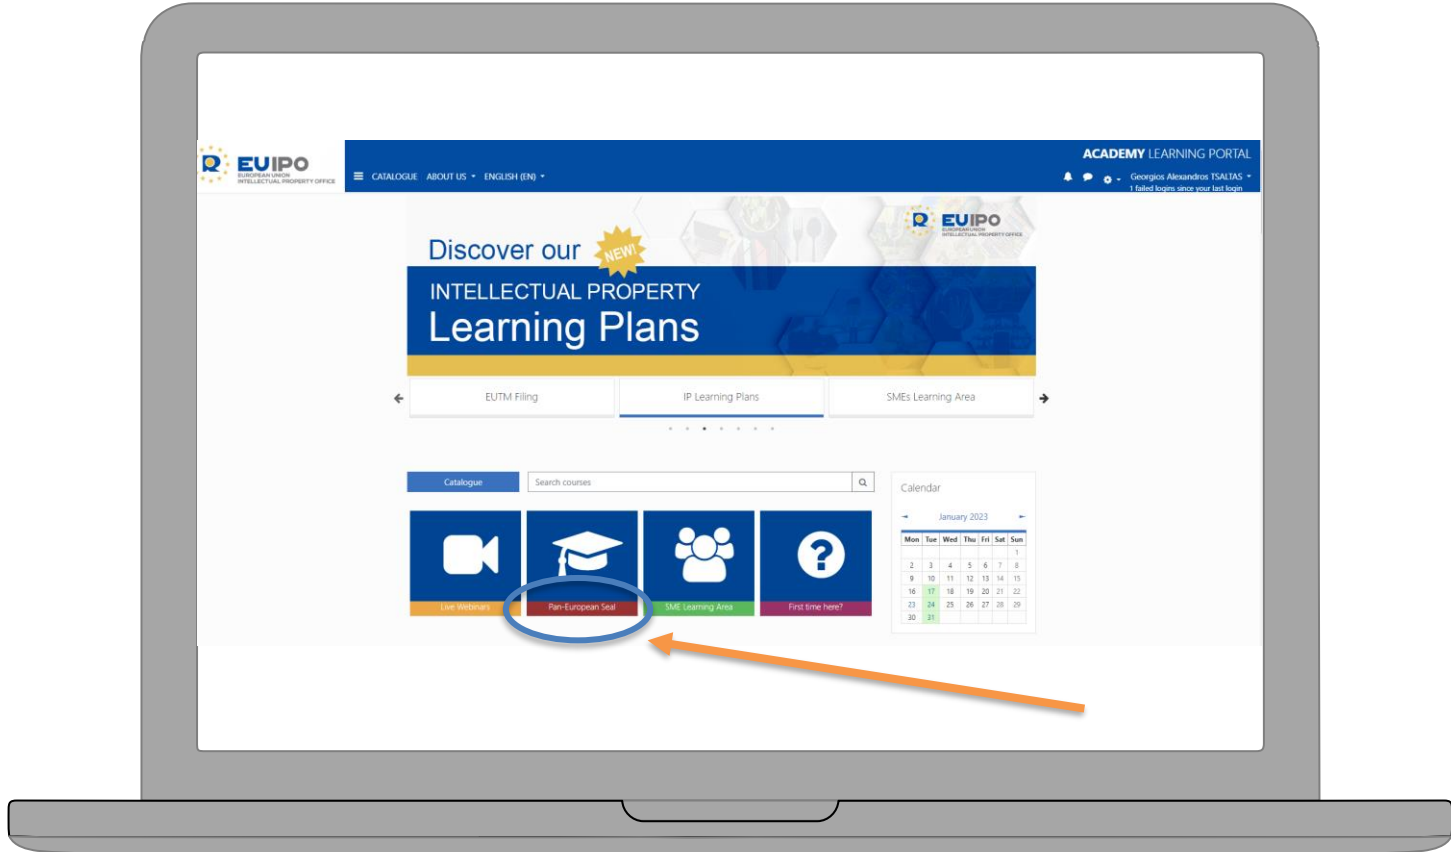 EUIPO
EUROPEAN UNION
INTELLECTUAL PROPERTY OFFICE
CATALOGUE ABOUT US ENGLISH (EN)
ACADEMY LEARNING PORTAL
Georgios Alexandros TSALTAS
1 failed logins since your last login
EUIPO
EUROPEAN UNION
INTELLECTUAL PROPERTY OFFICE
Discover our
NEW!
INTELLECTUAL PROPERTY
Learning Plans
EUTM Filing
IP Learning Plans
SMEs Learning Area
Catalogue
Search courses
Live Webinars
Pan-European Seal
SME Learning Area
First time here?
Calendar
January 2023
Mon Tue Wed Thu Fri Sat Sun
1
2 3 4 5 6 7 8
9 10 11 12 13 14 15
16 17 18 19 20 21 22
23 24 25 26 27 28 29
30 31